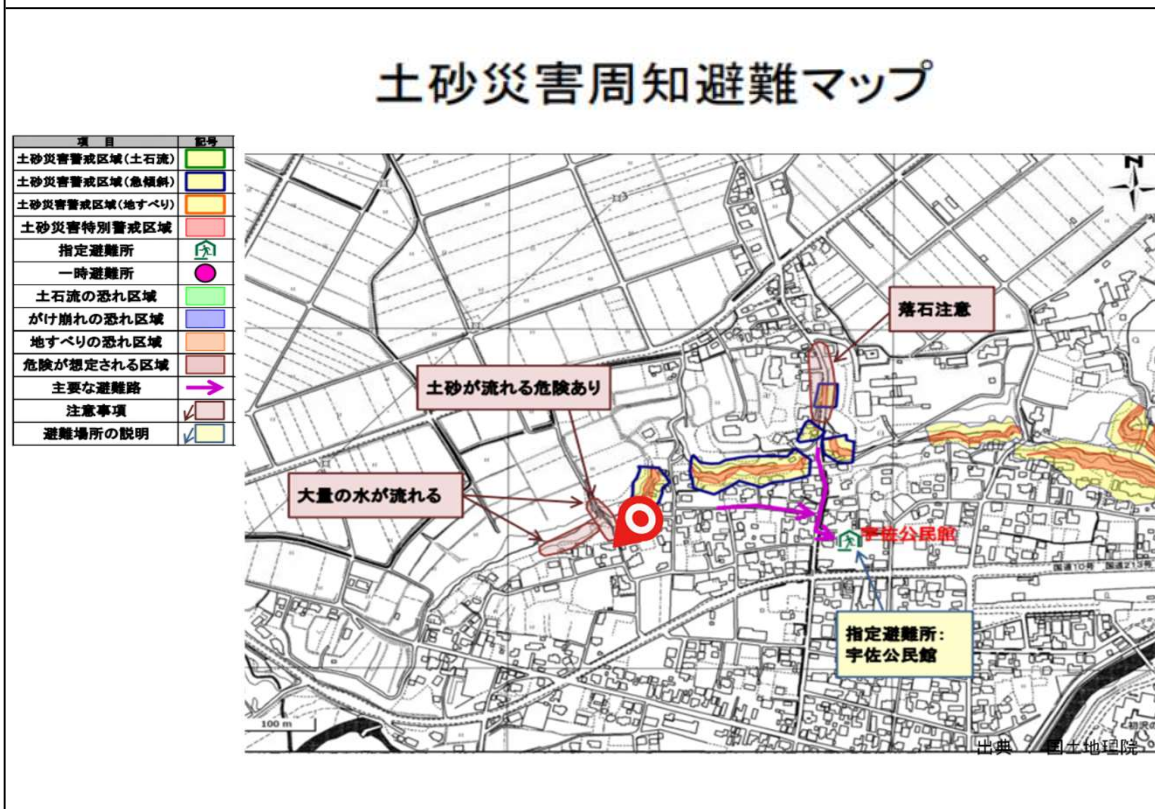 土砂災害周知避難マップ
項　目 記号
土砂災害警戒区域(土石流)
土砂災害警戒区域(急傾斜)
土砂災害警戒区域(地すべり)
土砂災害特別警戒区域
指定避難所
一時避難所
土石流の恐れ区域
がけ崩れの恐れ区域
地すべりの恐れ区域
危険が想定される区域
主要な避難路
注意事項
避難場所の説明
N
落石注意
土砂が流れる危険あり
大量の水が流れる
宇佐公民館
国道10号 国道213号
指定避難所：
宇佐公民館
100 m
出典　国土地理院